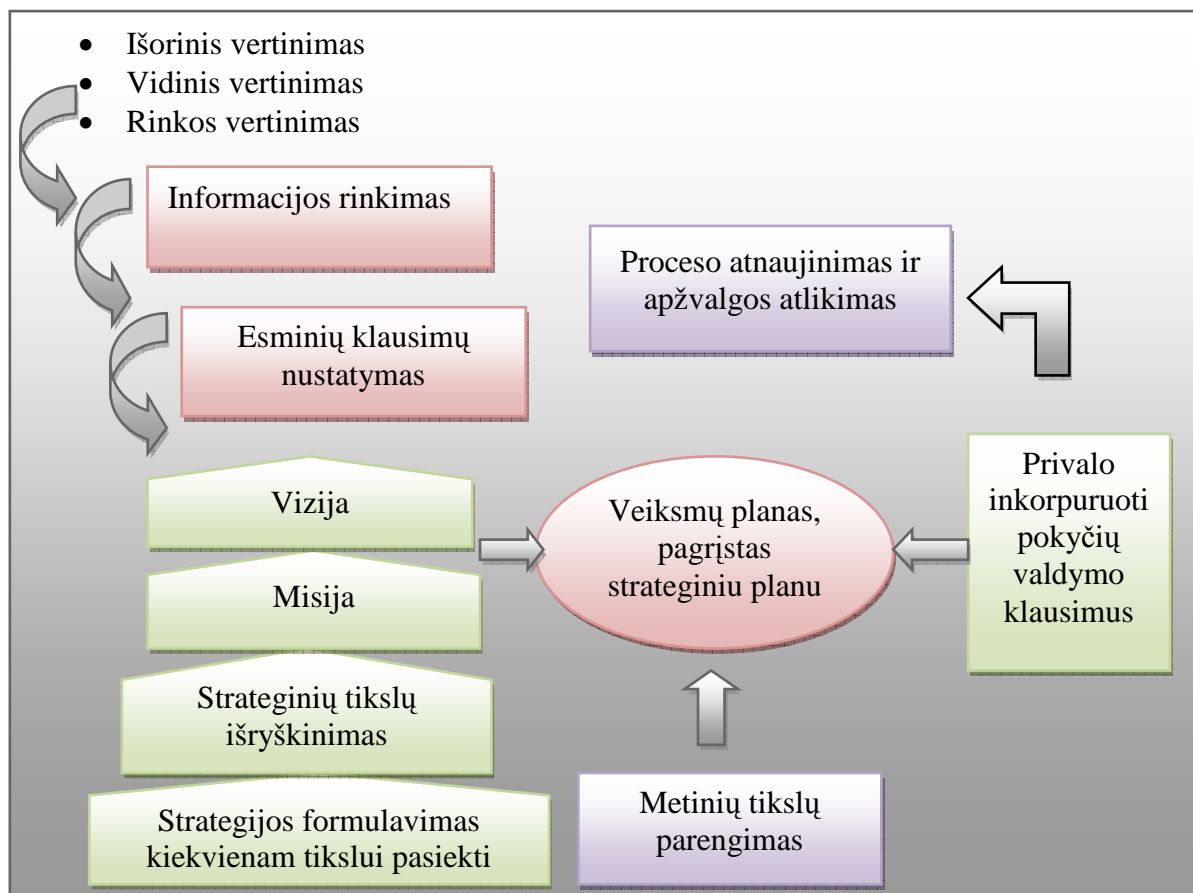 • Išorinis vertinimas
• Vidinis vertinimas
• Rinkos vertinimas
Informacijos rinkimas
Esminių klausimų
nustatymas
Proceso atnaujinimas ir
apžvalgos atlikimas
Vizija
Misija
Strateginių tikslų
išryškinimas
Strategijos formulavimas
kiekvienam tikslui pasiekti
Veiksmų planas,
pagrįstas
strateginiu planu
Privalo
inkorpuruoti
pokyčių
valdymo
klausimus
Metinių tikslų
parengimas